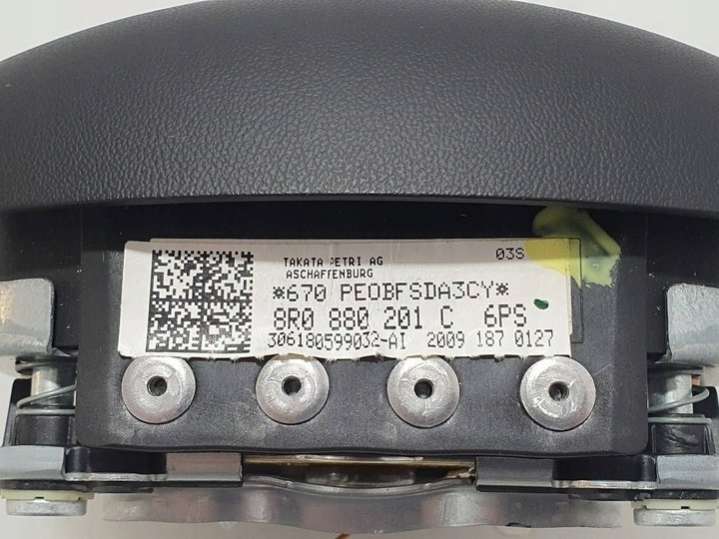 TAKATA PETRI AG 03S
ASCHAFFENBURG
*670 PEOBFSDA3CY*
8R0 880 201 C 6PS
306180599032-AI 2009 187 0127